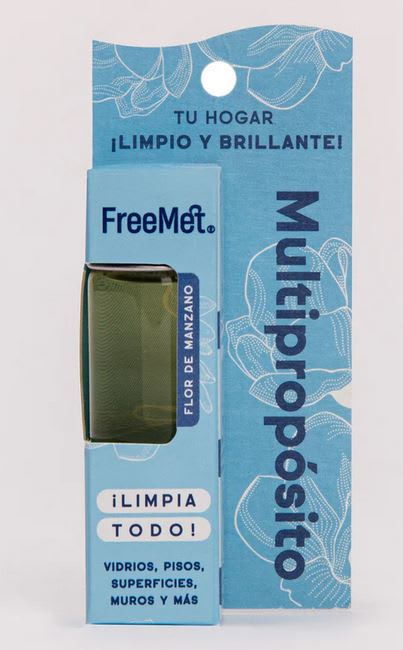 TU HOGAR
¡LIMPIO Y BRILLANTE!
Multipropósito
FreeMet®
FLOR DE MANZANO
¡LIMPIA
TODO!
VIDRIOS, PISOS,
SUPERFICIES,
MUROS Y MÁS